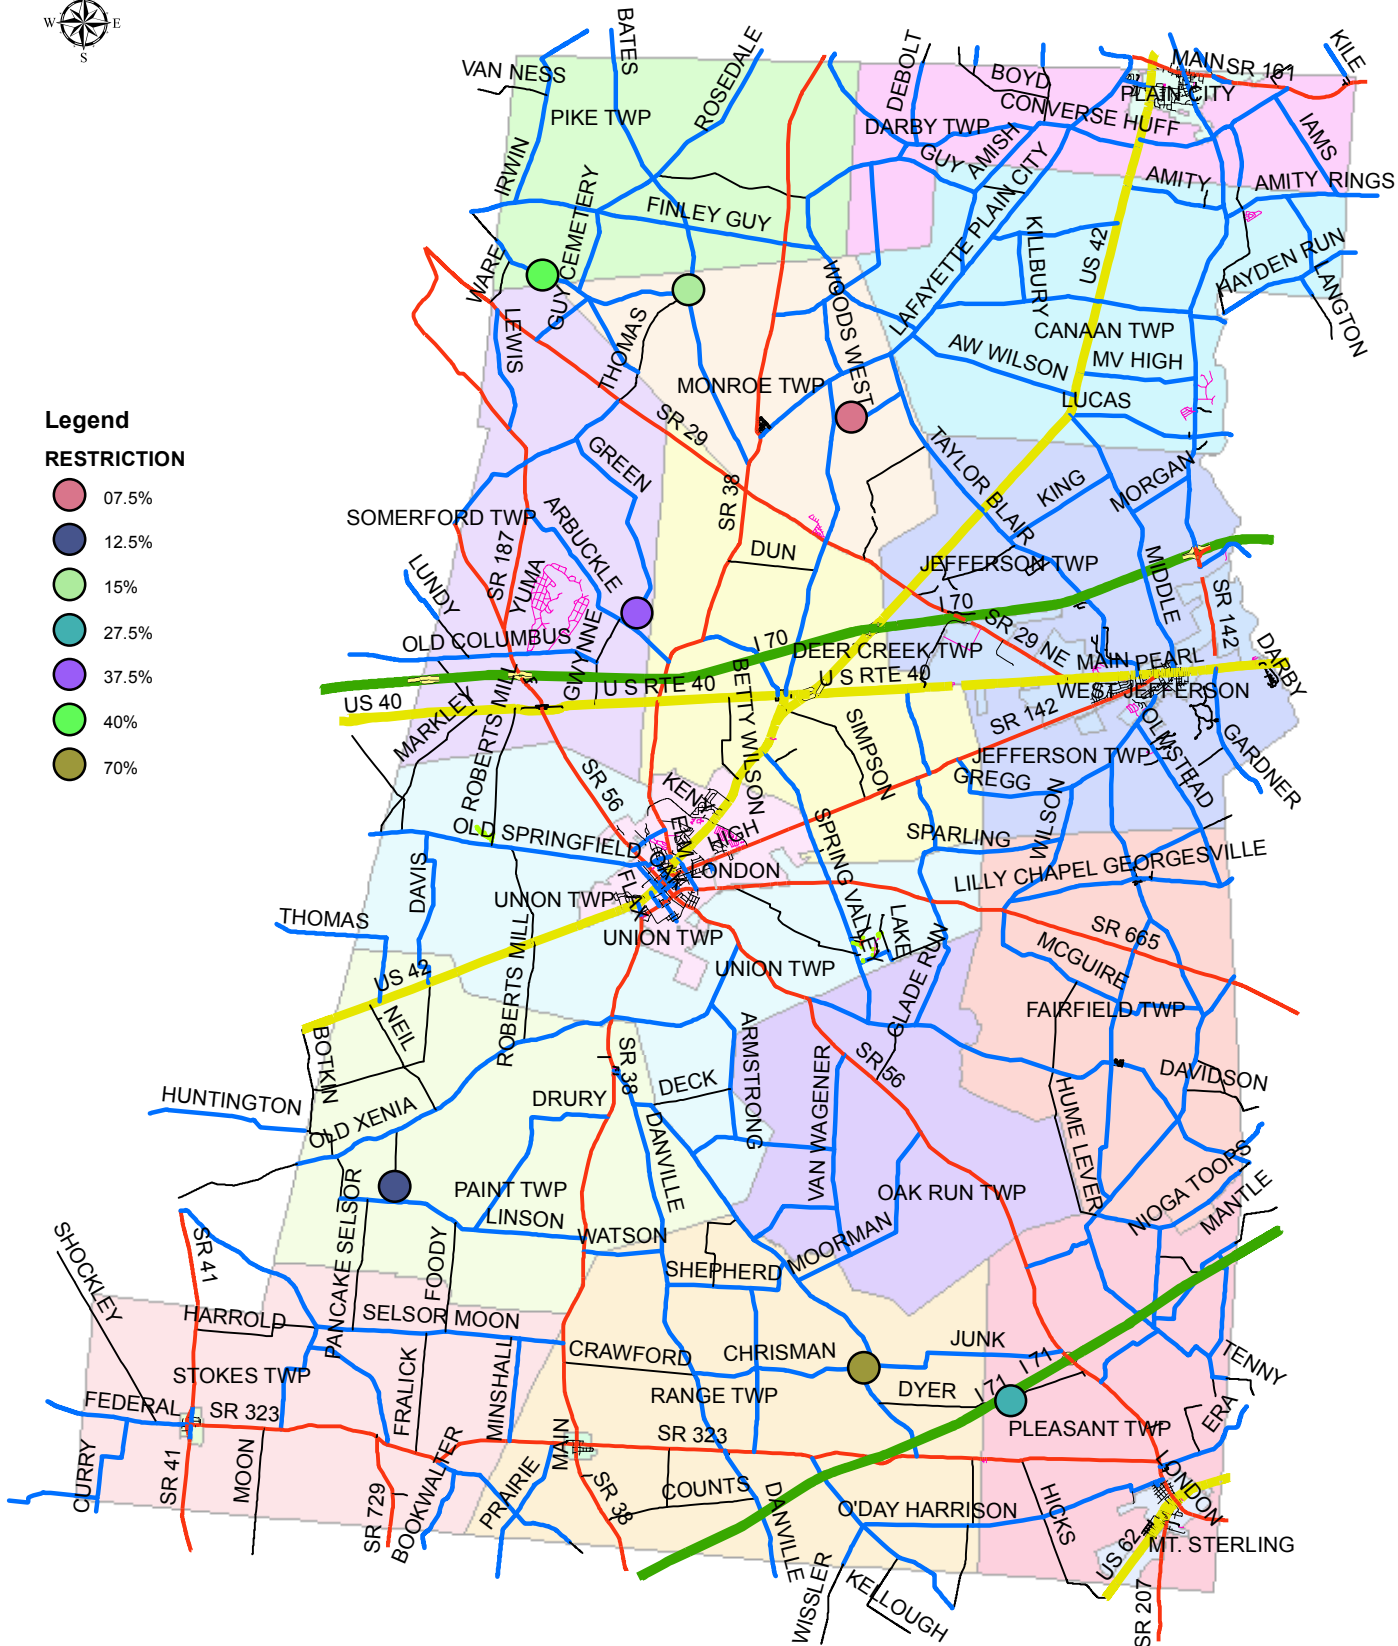 W E
S
Legend
RESTRICTION
07.5%
12.5%
15%
27.5%
37.5%
40%
70%
BATES
ROSEDALE
DEBOLT
BOYD
MAIN
SR 161
KILE
VAN NESS
PIKE TWP
PLAIN CITY
CONVERSE HUFF
DARBY TWP
IAMS
IRWIN
GUY
AMISH
AMITY
AMITY RINGS
CEMETERY
FINLEY GUY
LAFAYETTE PLAIN CITY
KILLBURY
US 42
HAYDEN RUN
LANGTON
WARE
GUY
WOODS WEST
LEWIS
THOMAS
CANAAN TWP
AW WILSON
MV HIGH
MONROE TWP
LUCAS
SR 29
GREEN
TAYLOR BLAIR
KING
MORGAN
SR 38
ARBUCKLE
SOMERFORD TWP
SR 187
DUN
JEFFERSON TWP
MIDDLE
LUNDY
YUMA
I 70
SR 29 NE
SR 142
OLD COLUMBUS
GWYNNE
I 70
DEER CREEK TWP
MAIN PEARL
DARBY
U S RTE 40
U S RTE 40
WEST JEFFERSON
US 40
MARKLEY
ROBERTS MILL
BETTY WILSON
SIMPSON
SR 142
OLMSTEAD
GARDNER
JEFFERSON TWP
GREGG
SR 56
KENY
ELM
HIGH
OLD SPRINGFIELD
OAK
SPRING VALLEY
SPARLING
WILSON
LONDON
LILLY CHAPEL GEORGESVILLE
DAVIS
FLAX
UNION TWP
THOMAS
UNION TWP
LAKE
SR 665
MCGUIRE
UNION TWP
GLADE RUN
US 42
ROBERTS MILL
NEIL
FAIRFIELD TWP
ARMSTRONG
BOTKIN
SR 38
SR 56
VAN WAGENER
DECK
DAVIDSON
HUNTINGTON
DRURY
HUME LEVER
OLD XENIA
DANVILLE
NIOGA TOOPS
MANTLE
PAINT TWP
OAK RUN TWP
PANCAKE SELSOR
LINSON
WATSON
MOORMAN
SHOCKLEY
SR 41
FOODY
SHEPHERD
HARROLD
SELSOR MOON
JUNK
CRAWFORD
CHRISMAN
I 71
TENNY
STOKES TWP
FRALICK
MINSHALL
RANGE TWP
DYER
I 71
ERA
FEDERAL
SR 323
PLEASANT TWP
SR 323
MAIN
CURRY
SR 41
MOON
LONDON
SR 729
BOOKWALTER
PRAIRIE
SR 38
COUNTS
DANVILLE
O'DAY HARRISON
HICKS
US 62
MT. STERLING
WISSLER
KELLOUGH
SR 207